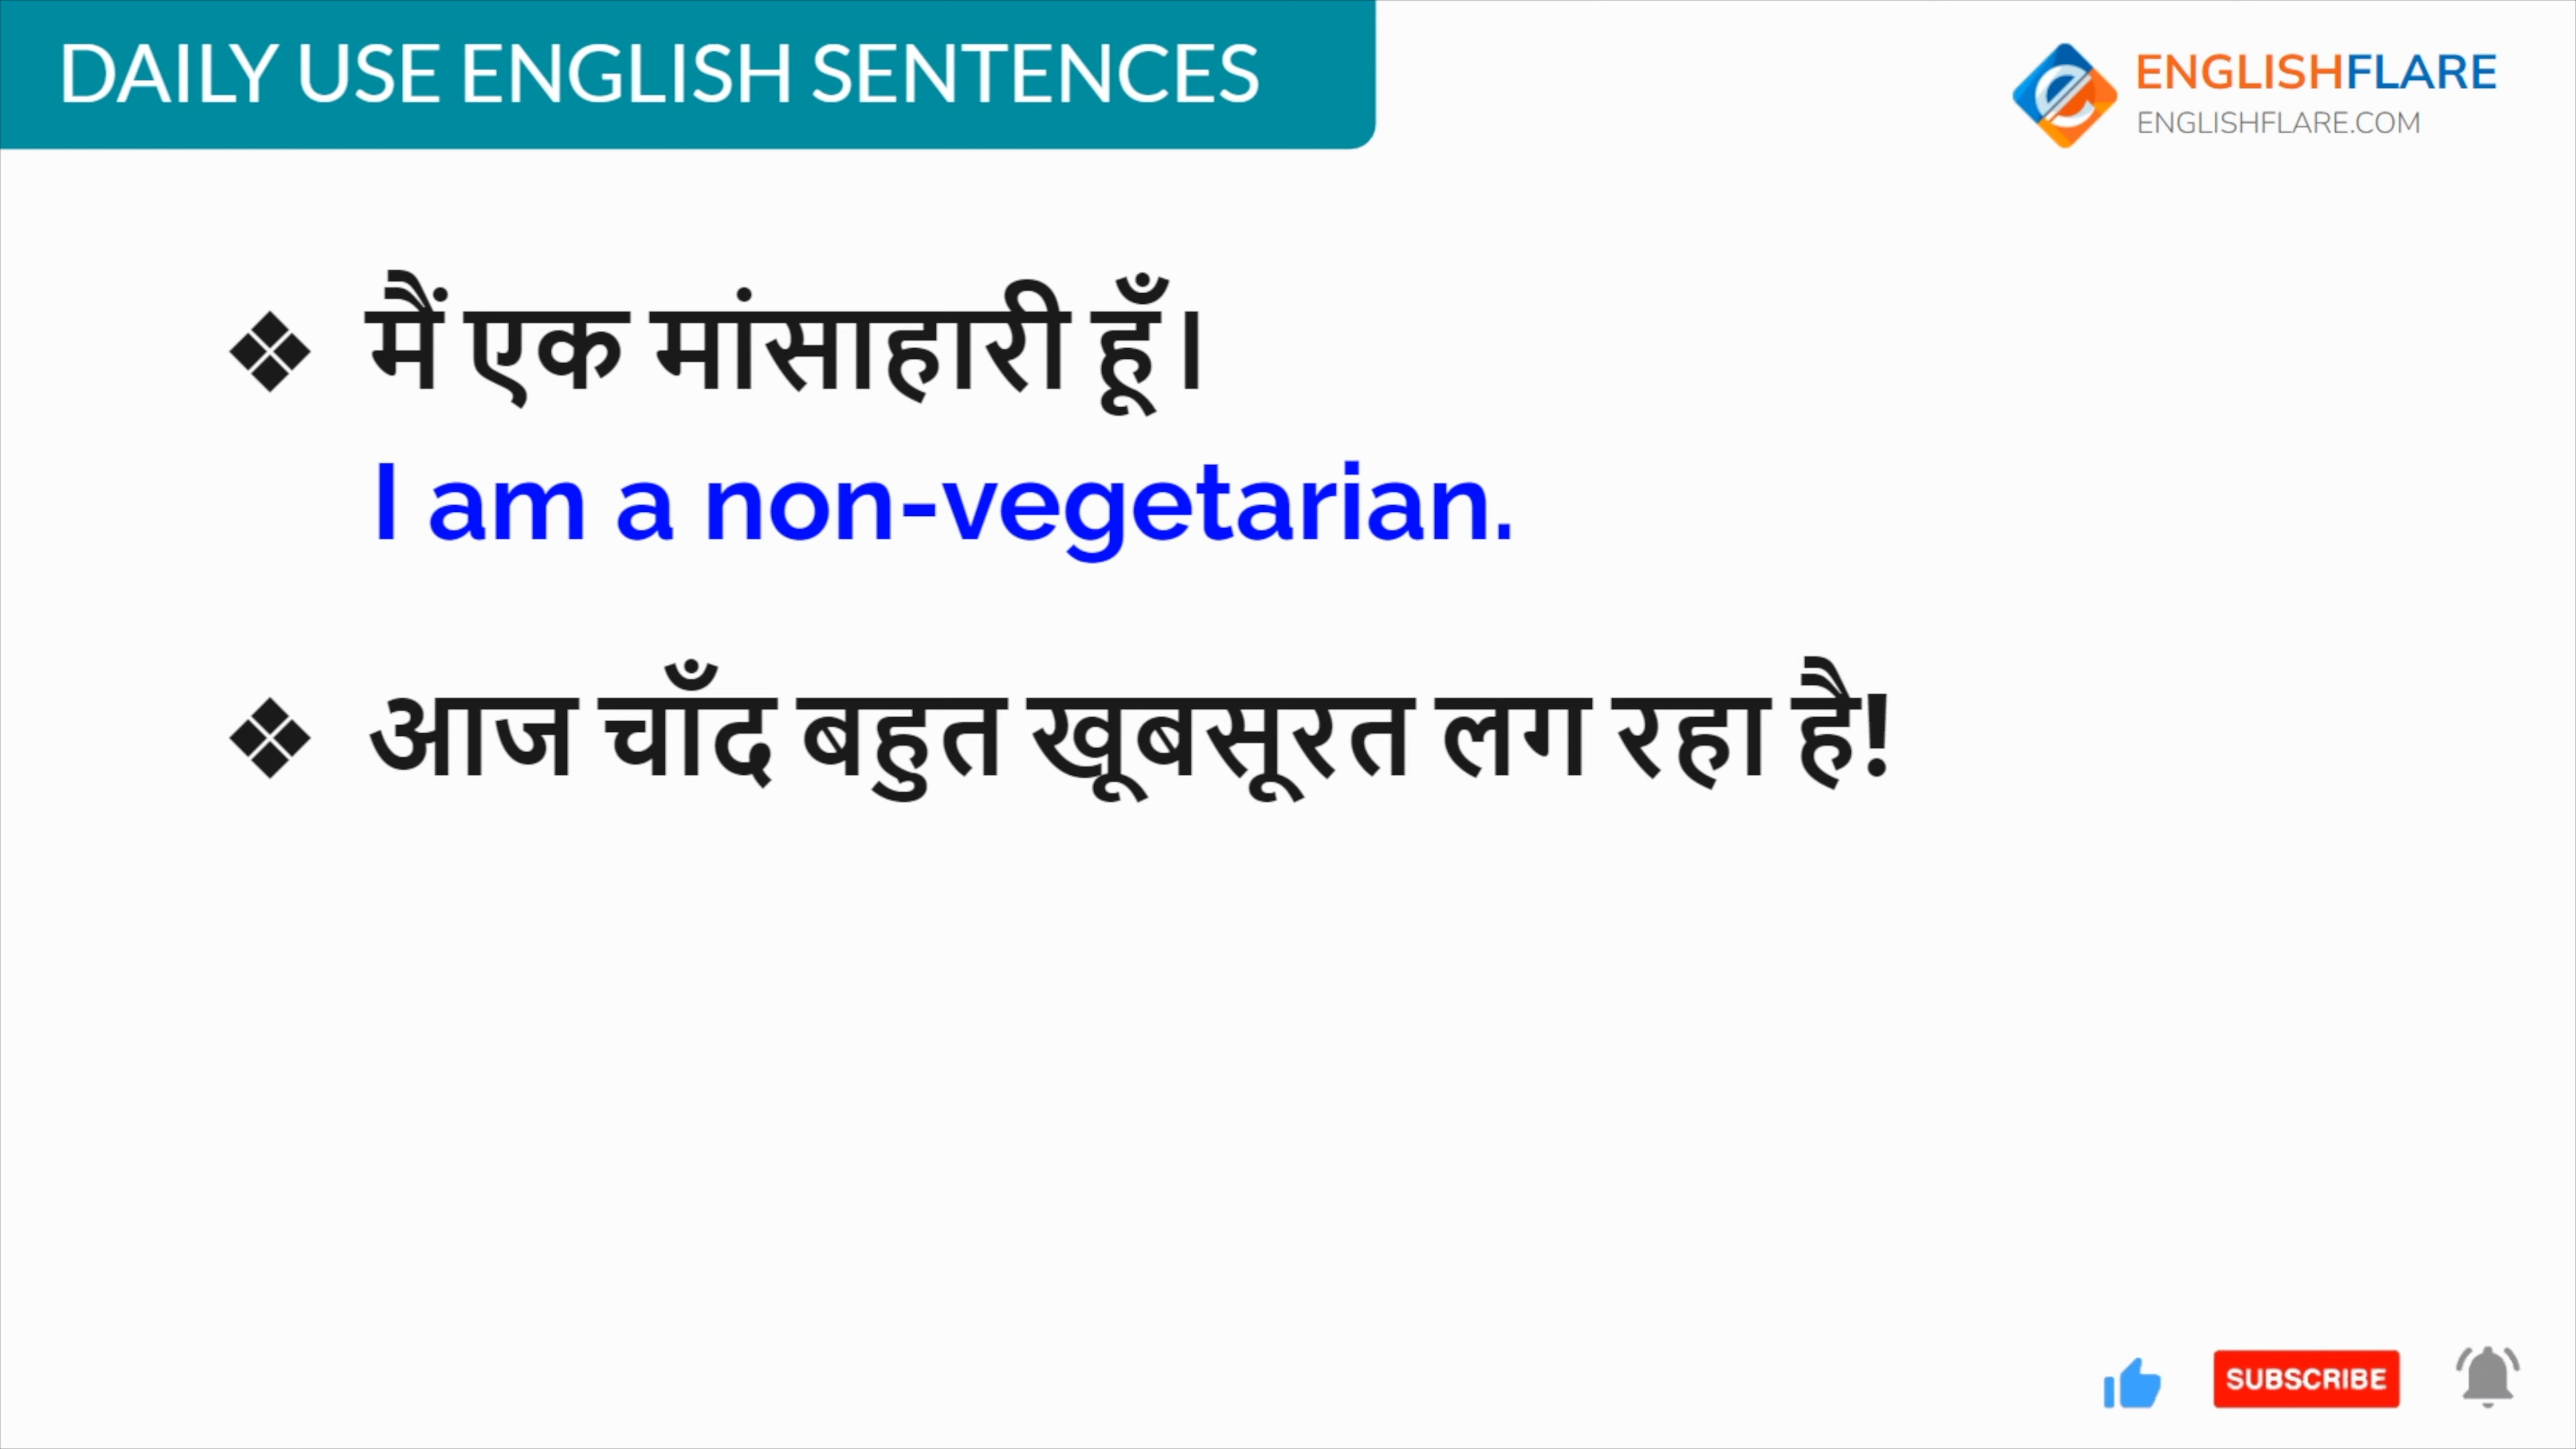 DAILY USE ENGLISH SENTENCES
ENGLISHFLARE
ENGLISHFLARE.COM
❖ मैं एक मांसाहारी हूँ।
I am a non-vegetarian.
❖ आज चाँद बहुत खूबसूरत लग रहा है!
SUBSCRIBE